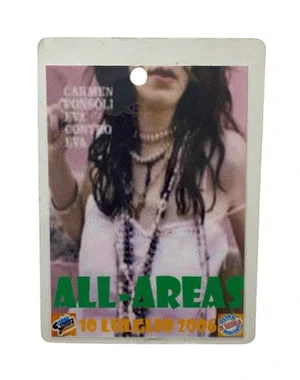 CARMEN
CONSOLI
EVA
CONTRO
EVA
ALL-AREAS
10 LUGLIO 2006